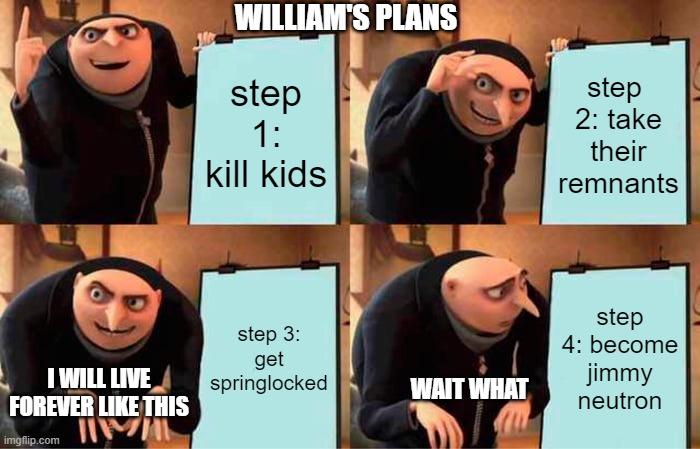 WILLIAM'S PLANS
step
1:
kill kids
step
2: take
their
remnants
I WILL LIVE
FOREVER LIKE THIS
step 3:
get
springlocked
WAIT WHAT
step
4: become
jimmy
neutron
imgflip.com